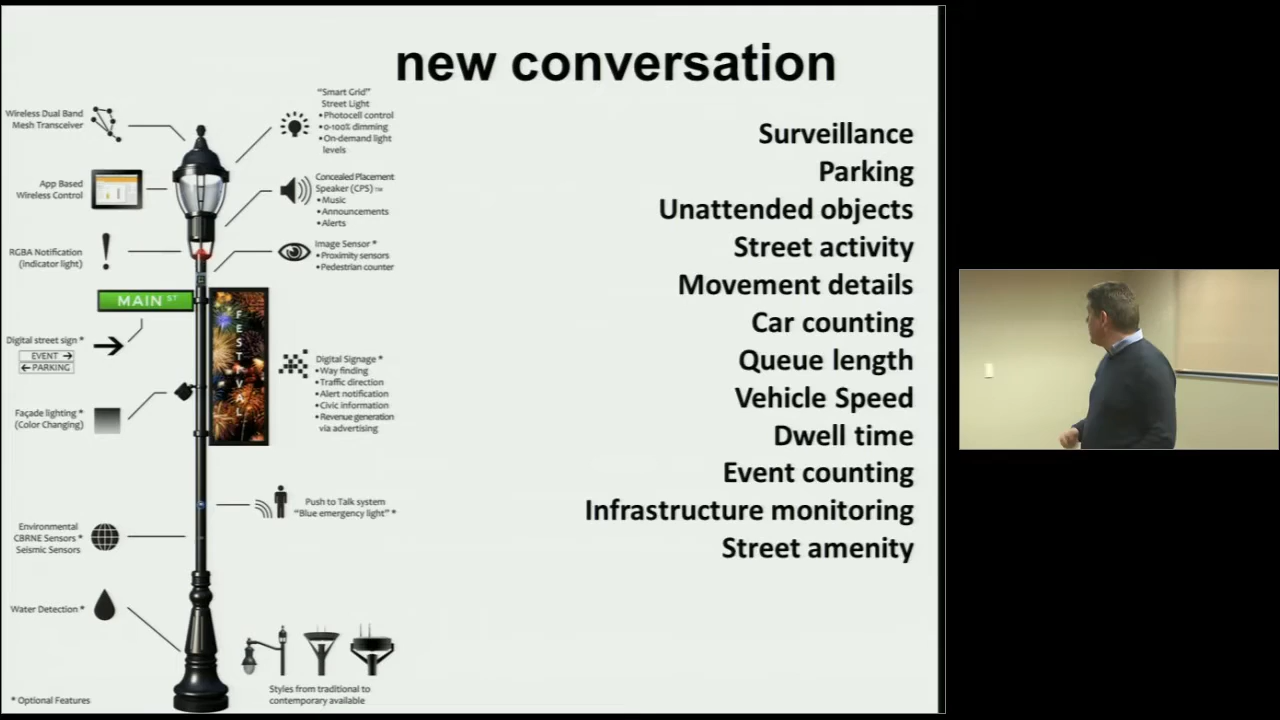 new conversation
Wireless Dual Band
Mesh Transceiver
App Based
Wireless Control
RGBA Notification
(indicator light)
MAIN ST
Digital street sign *
EVENT →
← PARKING
Façade lighting *
(Color Changing)
Environmental
CBRNE Sensors *
Seismic Sensors
Water Detection *
* Optional Features
"Smart Grid"
Street Light
• Photocell control
• 0-100% dimming
• On-demand light
levels
Concealed Placement
Speaker (CPS) TM
• Music
• Announcements
• Alerts
Image Sensor *
• Proximity sensors
• Pedestrian counter
FESTIVAL
Digital Signage *
• Way finding
• Traffic direction
• Alert notification
• Civic information
• Revenue generation
via advertising
Push to Talk system
"Blue emergency light" *
Styles from traditional to
contemporary available
Surveillance
Parking
Unattended objects
Street activity
Movement details
Car counting
Queue length
Vehicle Speed
Dwell time
Event counting
Infrastructure monitoring
Street amenity